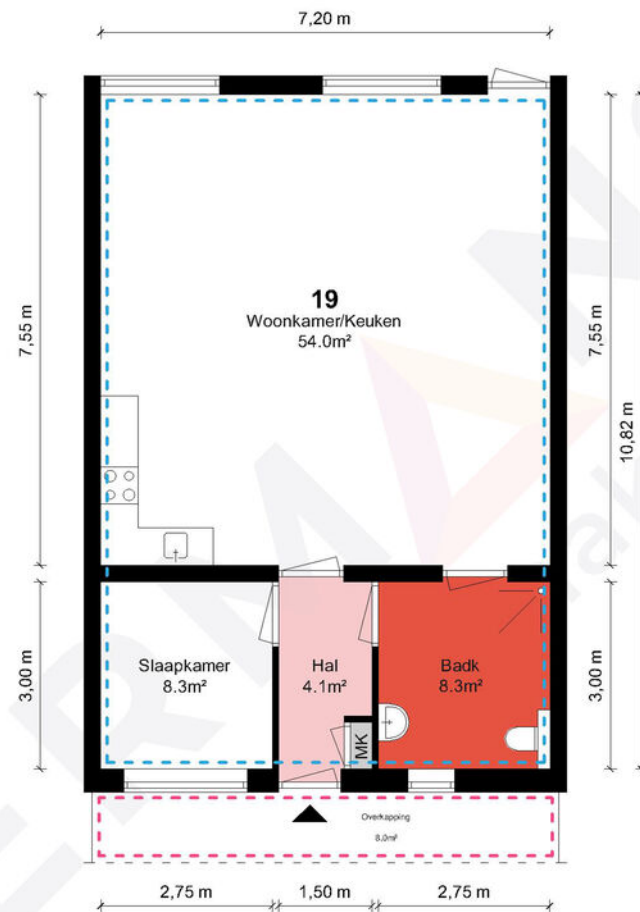 7,20 m
7,55 m
19
Woonkamer/Keuken
54.0m²
7,55 m
10,82 m
3,00 m
Slaapkamer
8.3m²
Hal
4.1m²
Badk
8.3m²
3,00 m
MK
Overkapping
8.0m²
2,75 m
1,50 m
2,75 m